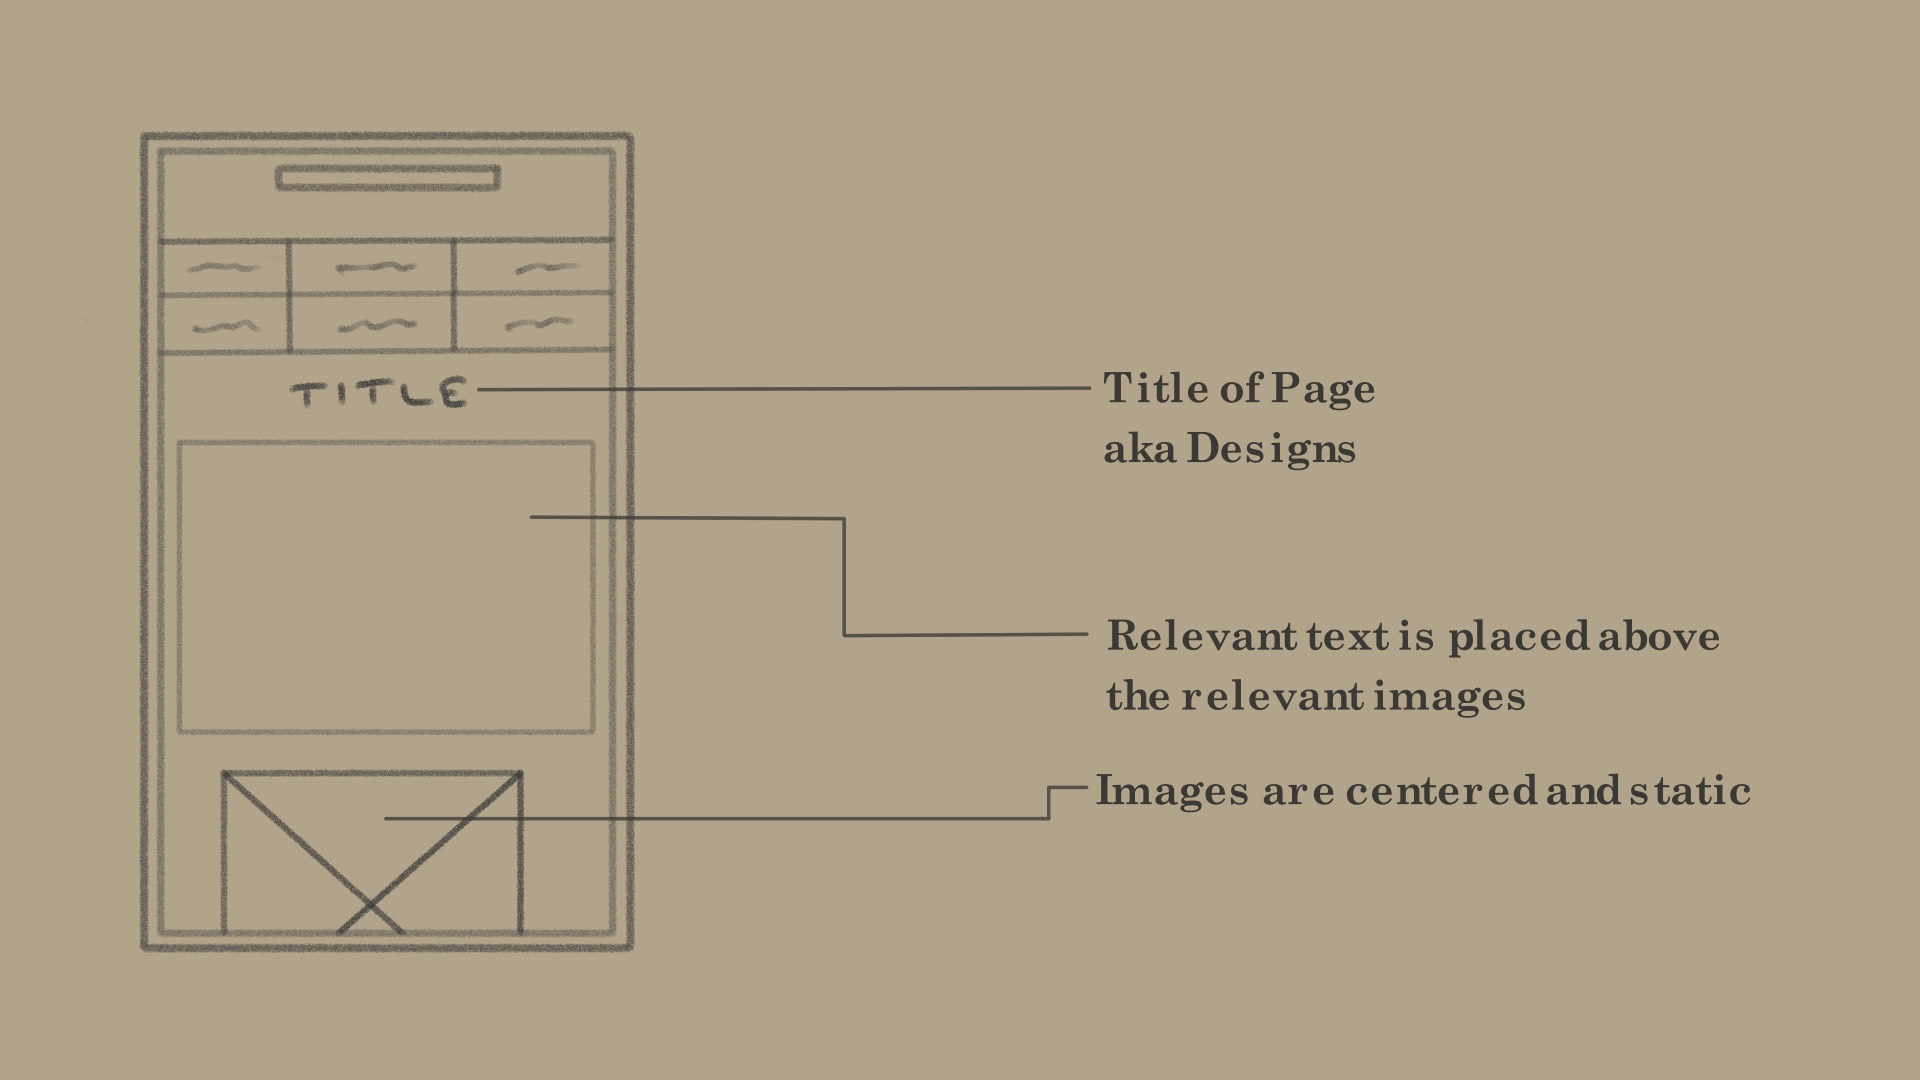 TITLE
Title of Page
aka Designs
Relevant text is placed above
the relevant images
Images are centered and static